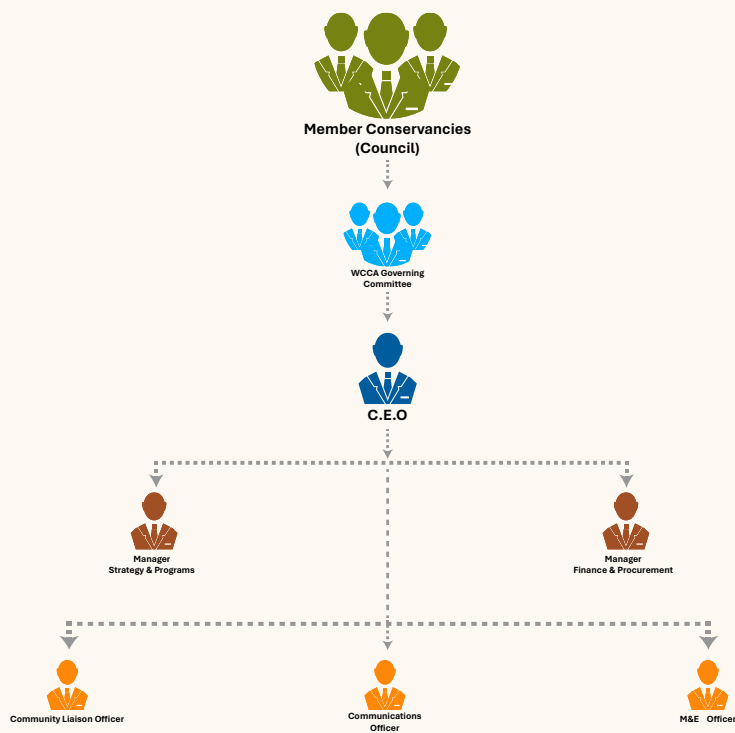 Member Conservancies
(Council)
WCCA Governing
Committee
C.E.O
Manager
Strategy & Programs
Manager
Finance & Procurement
Community Liaison Officer
Communications
Officer
M&E Officer